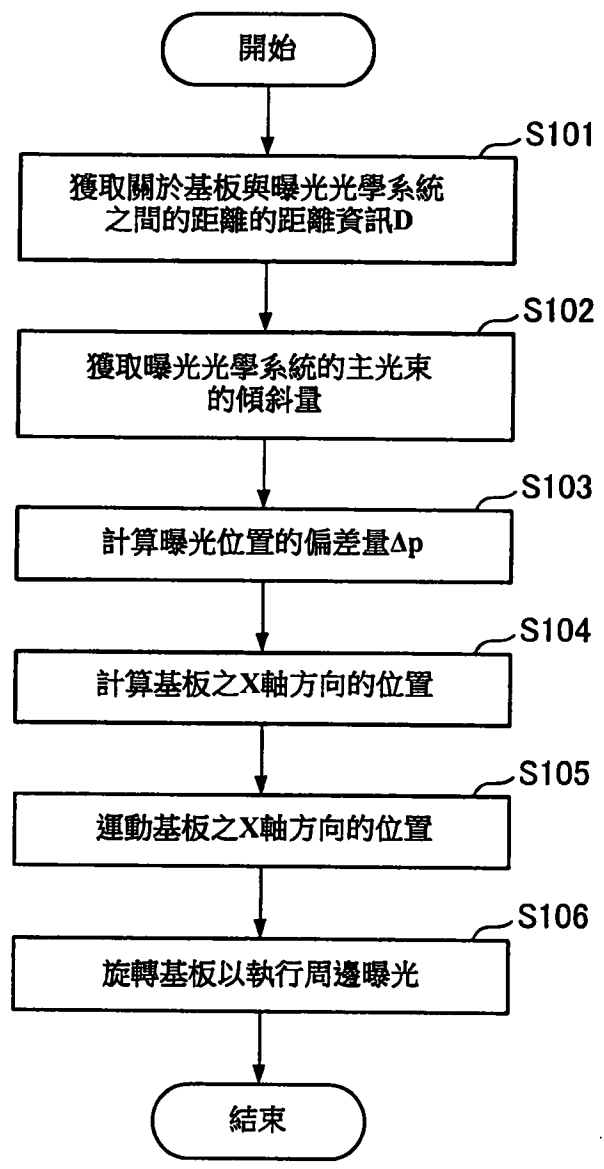 開始
S101
獲取關於基板與曝光光學系統
之間的距離的距離資訊D
S102
獲取曝光光學系統的主光束
的傾斜量
S103
計算曝光位置的偏差量Δp
S104
計算基板之X軸方向的位置
S105
運動基板之X軸方向的位置
S106
旋轉基板以執行周邊曝光
結束